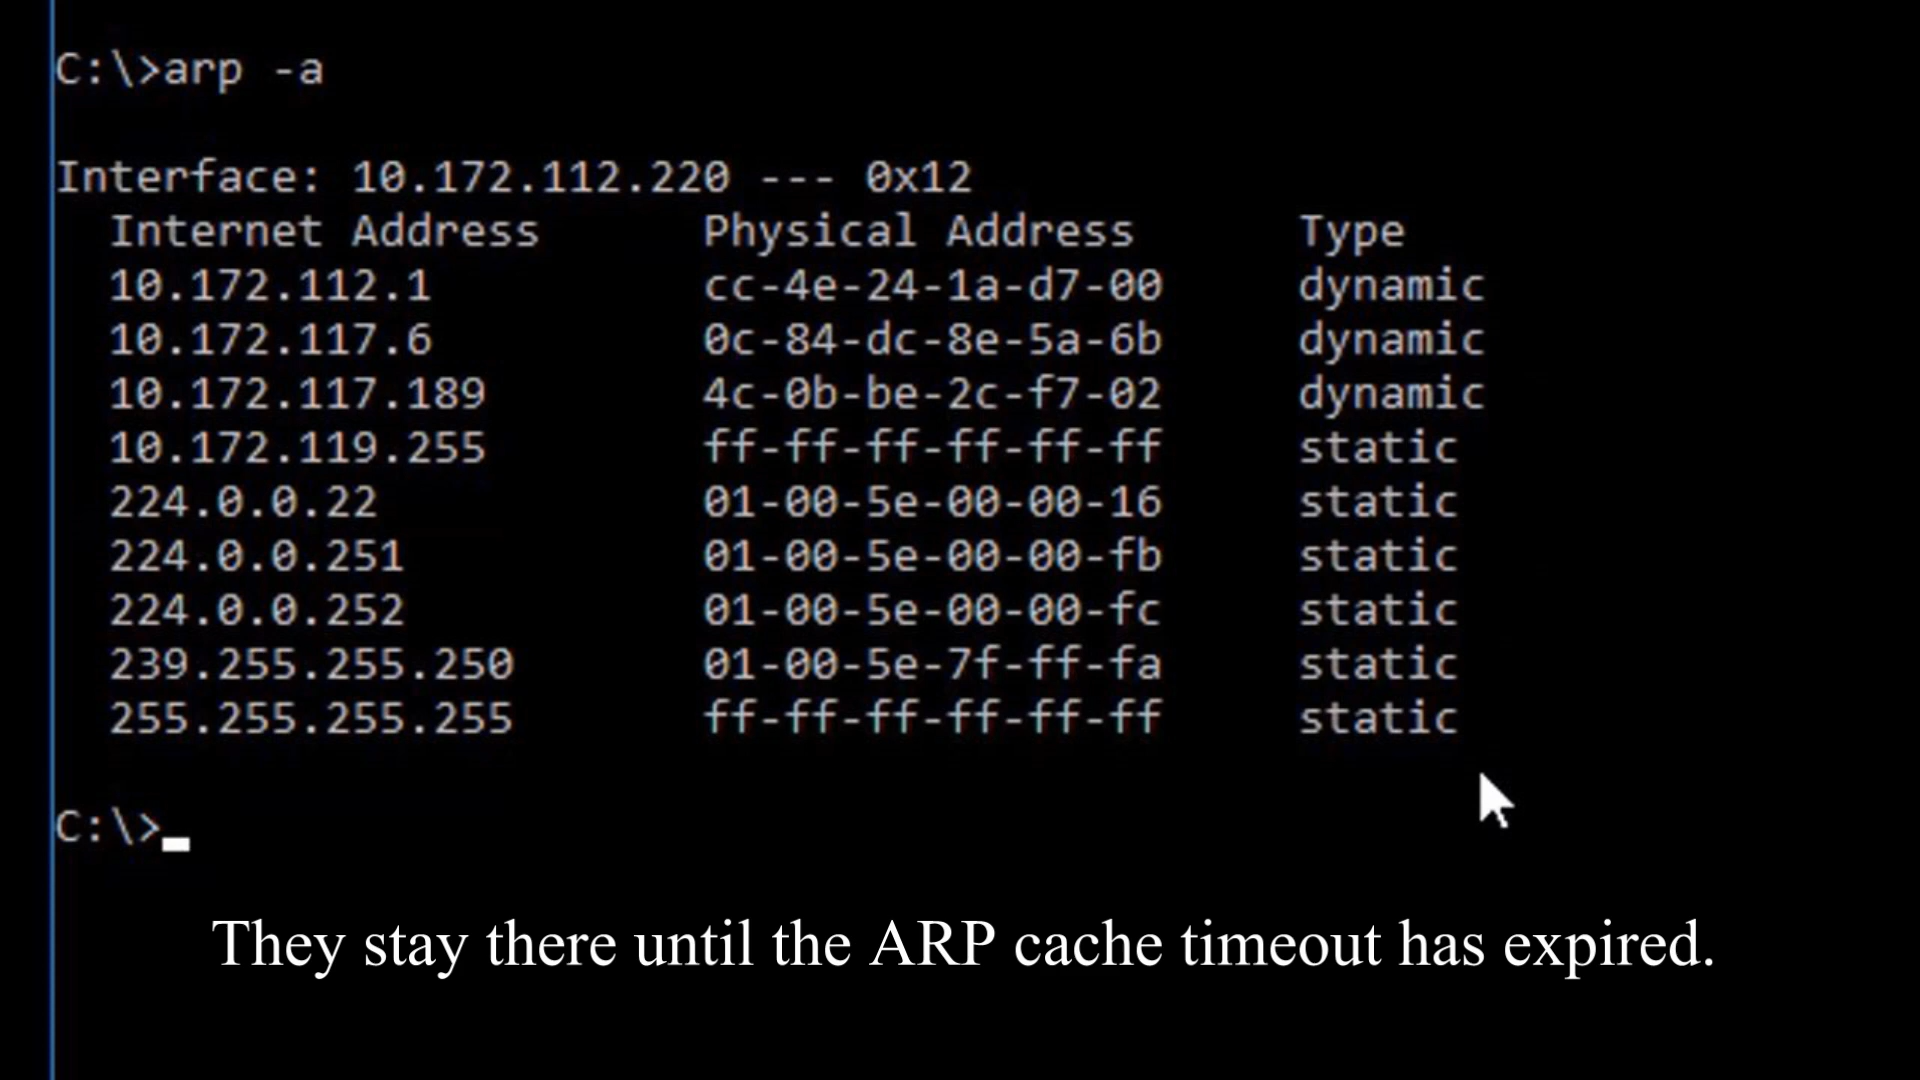 C:\>arp -a
Interface: 10.172.112.220 --- 0x12
Internet Address Physical Address Type
10.172.112.1 cc-4e-24-1a-d7-00 dynamic
10.172.117.6 0c-84-dc-8e-5a-6b dynamic
10.172.117.189 4c-0b-be-2c-f7-02 dynamic
10.172.119.255 ff-ff-ff-ff-ff-ff static
224.0.0.22 01-00-5e-00-00-16 static
224.0.0.251 01-00-5e-00-00-fb static
224.0.0.252 01-00-5e-00-00-fc static
239.255.255.250 01-00-5e-7f-ff-fa static
255.255.255.255 ff-ff-ff-ff-ff-ff static
C:\>
They stay there until the ARP cache timeout has expired.